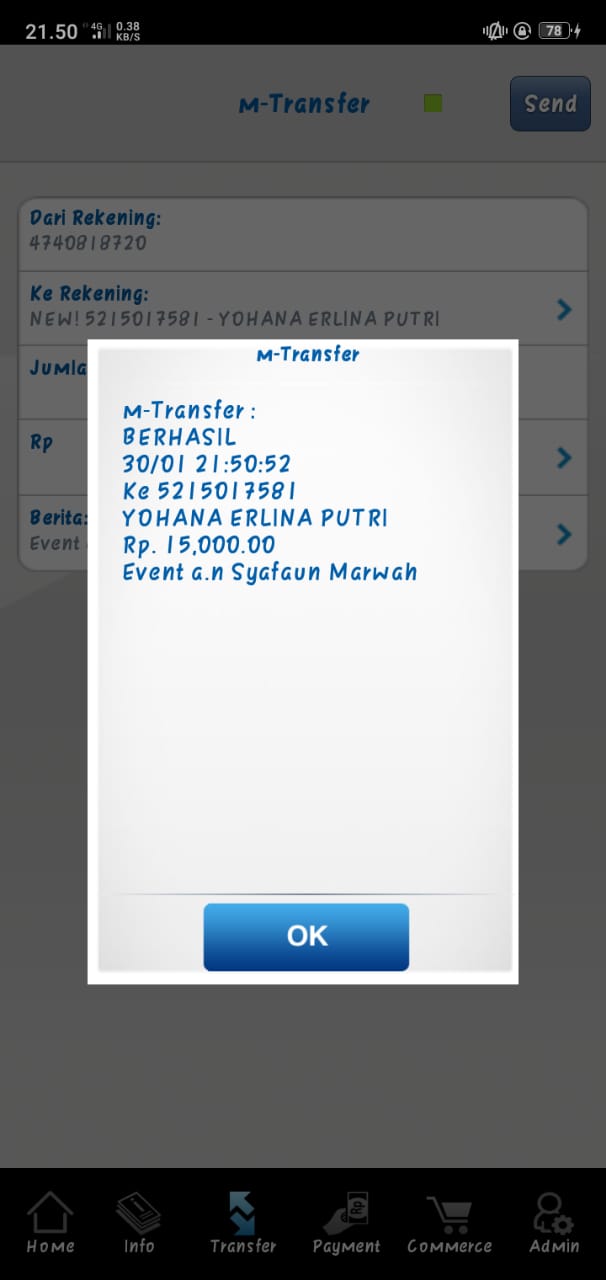 21.50 4G 0.38 KB/S 78
M-Transfer
Send
Dari Rekening:
4740818720
Ke Rekening:
NEW! 5215017581 - YOHANA ERLINA PUTRI
Jumla
Rp
Berita:
Event
M-Transfer
M-Transfer :
BERHASIL
30/01 21:50:52
Ke 5215017581
YOHANA ERLINA PUTRI
Rp. 15,000.00
Event a.n Syafaun Marwah
OK
Home Info Transfer Payment Commerce Admin